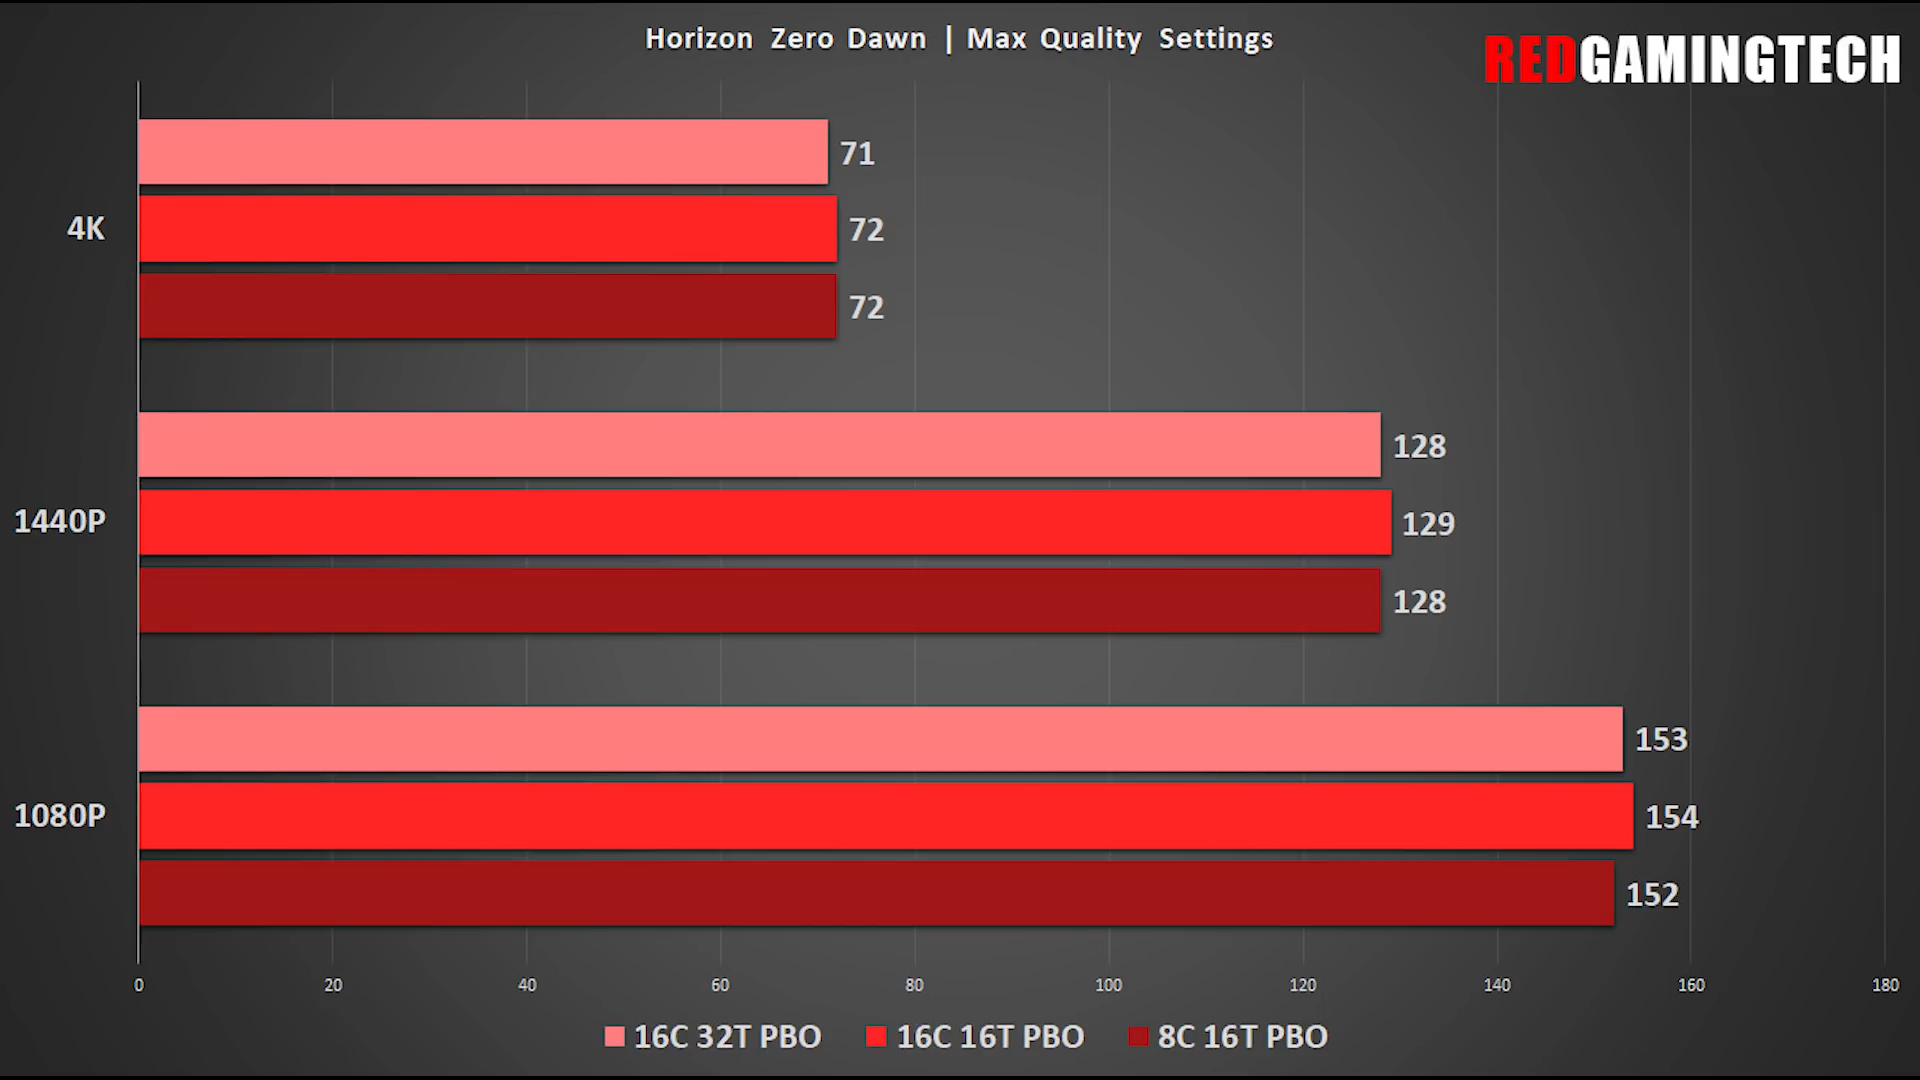 Horizon Zero Dawn | Max Quality Settings
REDGAMINGTECH
4K
71
72
72
1440P
128
129
128
1080P
153
154
152
0 20 40 60 80 100 120 140 160 180
16C 32T PBO 16C 16T PBO 8C 16T PBO